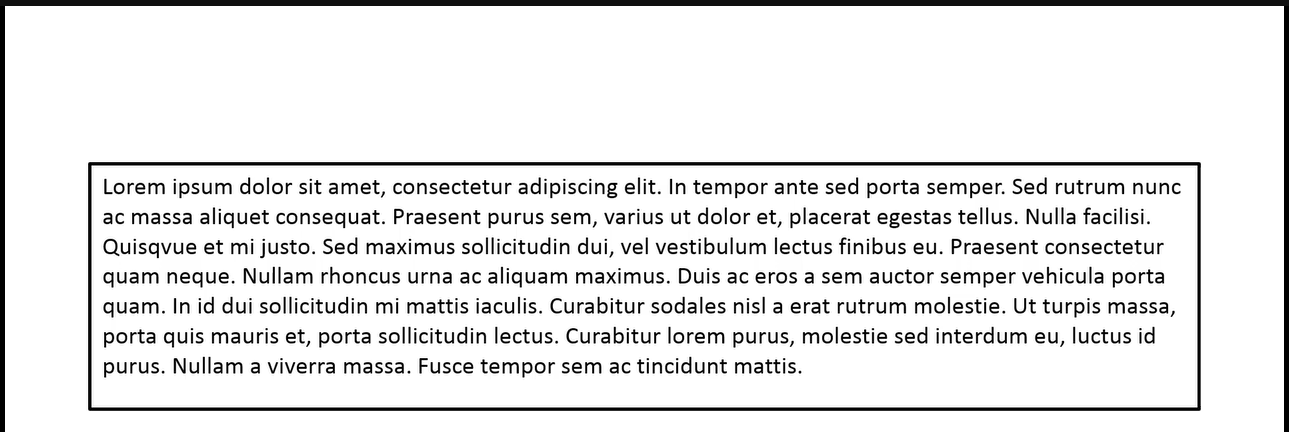 Lorem ipsum dolor sit amet, consectetur adipiscing elit. In tempor ante sed porta semper. Sed rutrum nunc
ac massa aliquet consequat. Praesent purus sem, varius ut dolor et, placerat egestas tellus. Nulla facilisi.
Quisqvue et mi justo. Sed maximus sollicitudin dui, vel vestibulum lectus finibus eu. Praesent consectetur
quam neque. Nullam rhoncus urna ac aliquam maximus. Duis ac eros a sem auctor semper vehicula porta
quam. In id dui sollicitudin mi mattis iaculis. Curabitur sodales nisl a erat rutrum molestie. Ut turpis massa,
porta quis mauris et, porta sollicitudin lectus. Curabitur lorem purus, molestie sed interdum eu, luctus id
purus. Nullam a viverra massa. Fusce tempor sem ac tincidunt mattis.